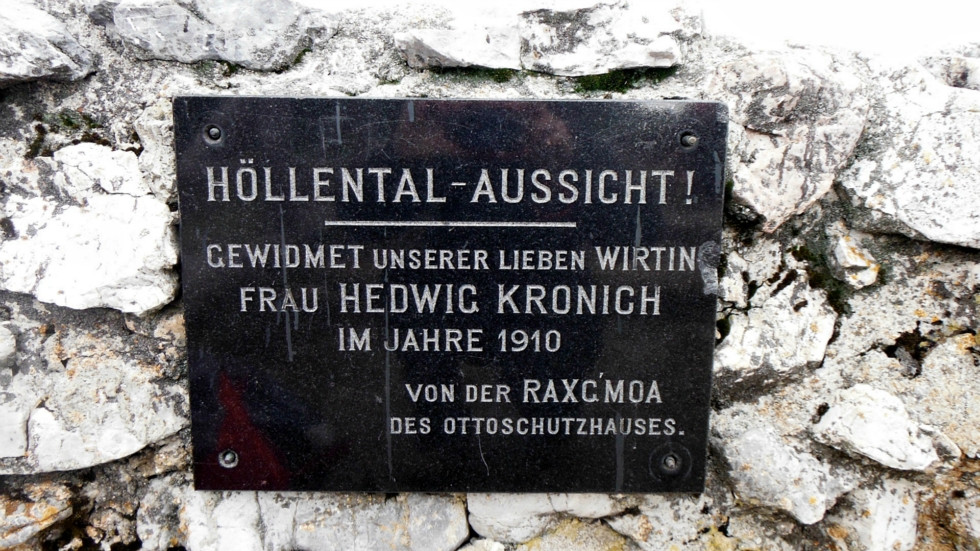 HÖLLENTAL-AUSSICHT!
GEWIDMET UNSERER LIEBEN WIRTIN
FRAU HEDWIG KRONICH
IM JAHRE 1910
VON DER RAXG'MOA
DES OTTOSCHUTZHAUSES.